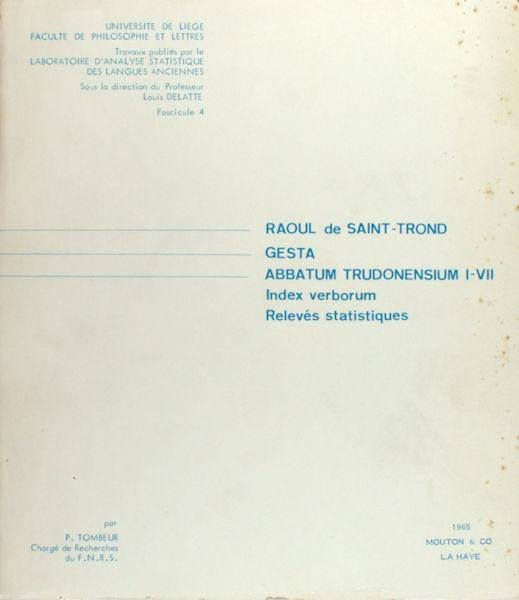 UNIVERSITE DE LIEGE
FACULTE DE PHILOSOPHIE ET LETTRES
Travaux publiés par le
LABORATOIRE D'ANALYSE STATISTIQUE
DES LANGUES ANCIENNES
Sous la direction du Professeur
Louis DELATTE
Fascicule 4
RAOUL de SAINT-TROND
GESTA
ABBATUM TRUDONENSIUM I-VII
Index verborum
Relevés statistiques
par
P. TOMBEUR
Chargé de Recherches
du F.N.R.S.
1965
MOUTON & CO
LA HAYE